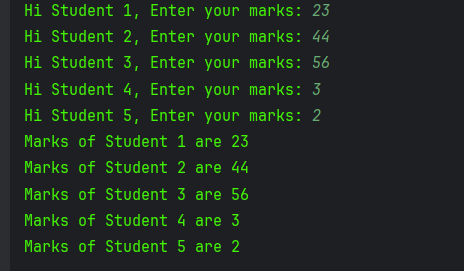 Hi Student 1, Enter your marks: 23
Hi Student 2, Enter your marks: 44
Hi Student 3, Enter your marks: 56
Hi Student 4, Enter your marks: 3
Hi Student 5, Enter your marks: 2
Marks of Student 1 are 23
Marks of Student 2 are 44
Marks of Student 3 are 56
Marks of Student 4 are 3
Marks of Student 5 are 2